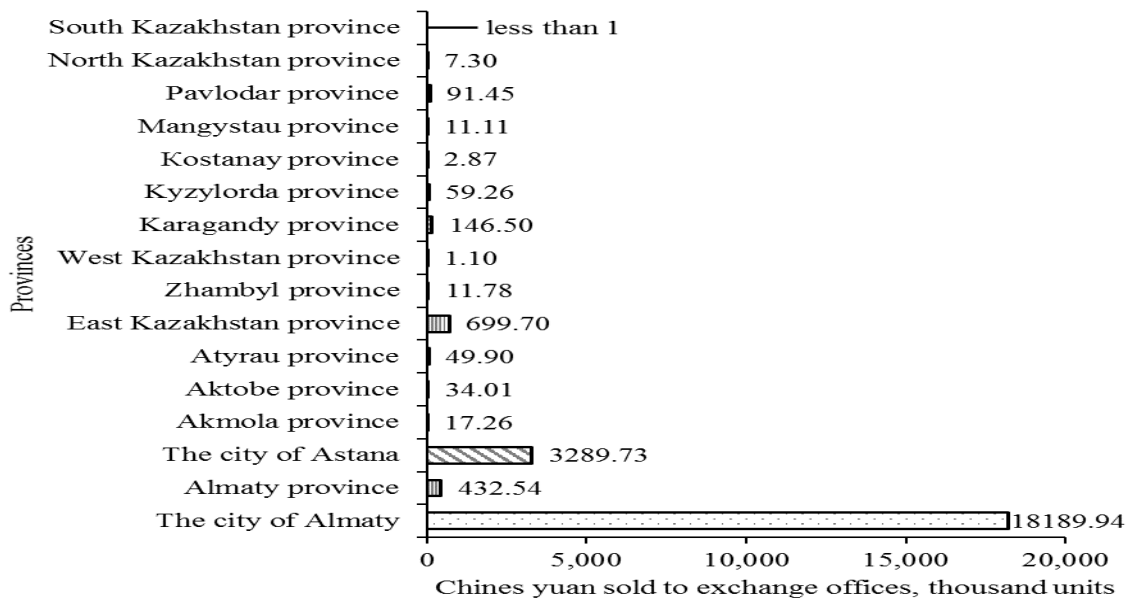 South Kazakhstan province less than 1
North Kazakhstan province 7.30
Pavlodar province 91.45
Mangystau province 11.11
Kostanay province 2.87
Kyzylorda province 59.26
Karagandy province 146.50
West Kazakhstan province 1.10
Zhambyl province 11.78
East Kazakhstan province 699.70
Atyrau province 49.90
Aktobe province 34.01
Akmola province 17.26
The city of Astana 3289.73
Almaty province 432.54
The city of Almaty 18189.94
Provinces
0 5,000 10,000 15,000 20,000
Chines yuan sold to exchange offices, thousand units